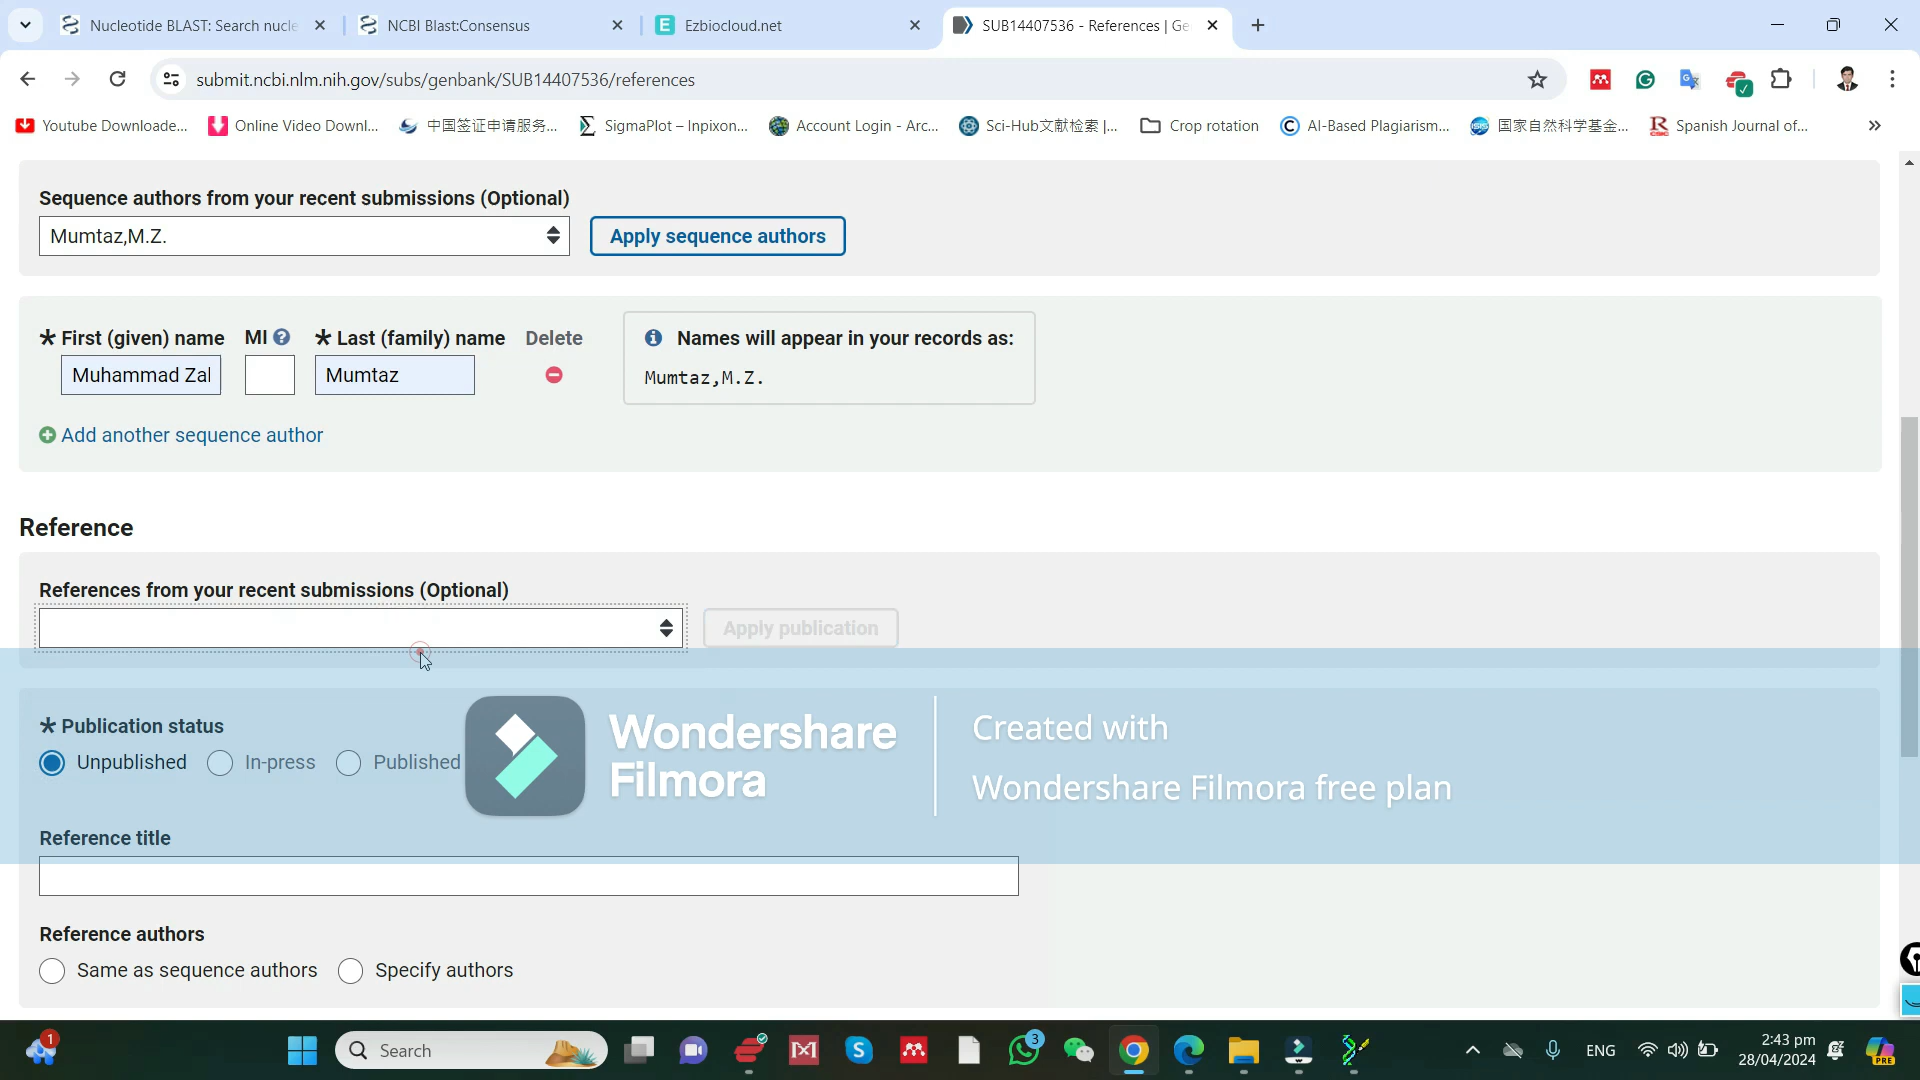 Nucleotide BLAST: Search nucle
NCBI Blast:Consensus
Ezbiocloud.net
SUB14407536 - References | Ge
submit.ncbi.nlm.nih.gov/subs/genbank/SUB14407536/references
Youtube Downloade...
Online Video Downl...
中国签证申请服务...
SigmaPlot – Inpixon...
Account Login - Arc...
Sci-Hub文献检索 |...
Crop rotation
AI-Based Plagiarism...
国家自然科学基金...
Spanish Journal of...
Sequence authors from your recent submissions (Optional)
Mumtaz,M.Z.
Apply sequence authors
* First (given) name
MI
* Last (family) name
Delete
Names will appear in your records as:
Muhammad Zal
Mumtaz
Mumtaz,M.Z.
Add another sequence author
Reference
References from your recent submissions (Optional)
Apply publication
* Publication status
Unpublished
In-press
Published
Wondershare
Filmora
Created with
Wondershare Filmora free plan
Reference title
Reference authors
Same as sequence authors
Specify authors
1
Search
3
ENG
2:43 pm
28/04/2024
PRE